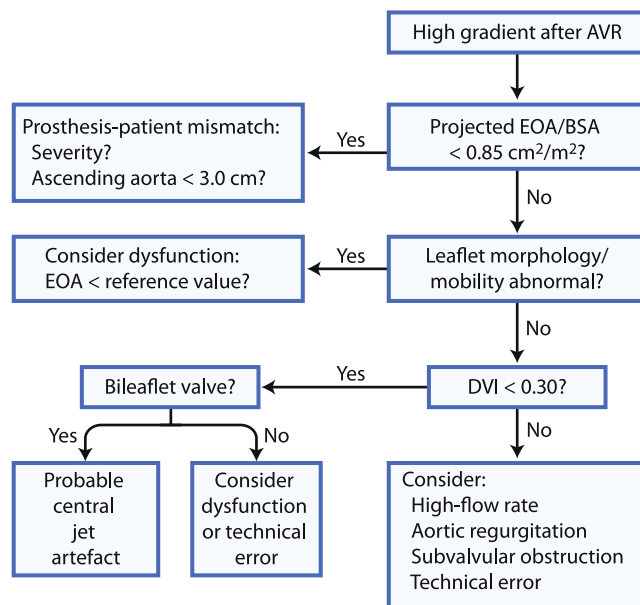 High gradient after AVR
Prosthesis-patient mismatch:
Severity?
Ascending aorta < 3.0 cm?
Yes
Projected EOA/BSA
< 0.85 cm²/m²?
No
Consider dysfunction:
EOA < reference value?
Yes
Leaflet morphology/
mobility abnormal?
No
Bileaflet valve?
Yes
DVI < 0.30?
Yes
No
No
Probable
central
jet
artefact
Consider
dysfunction
or technical
error
Consider:
High-flow rate
Aortic regurgitation
Subvalvular obstruction
Technical error